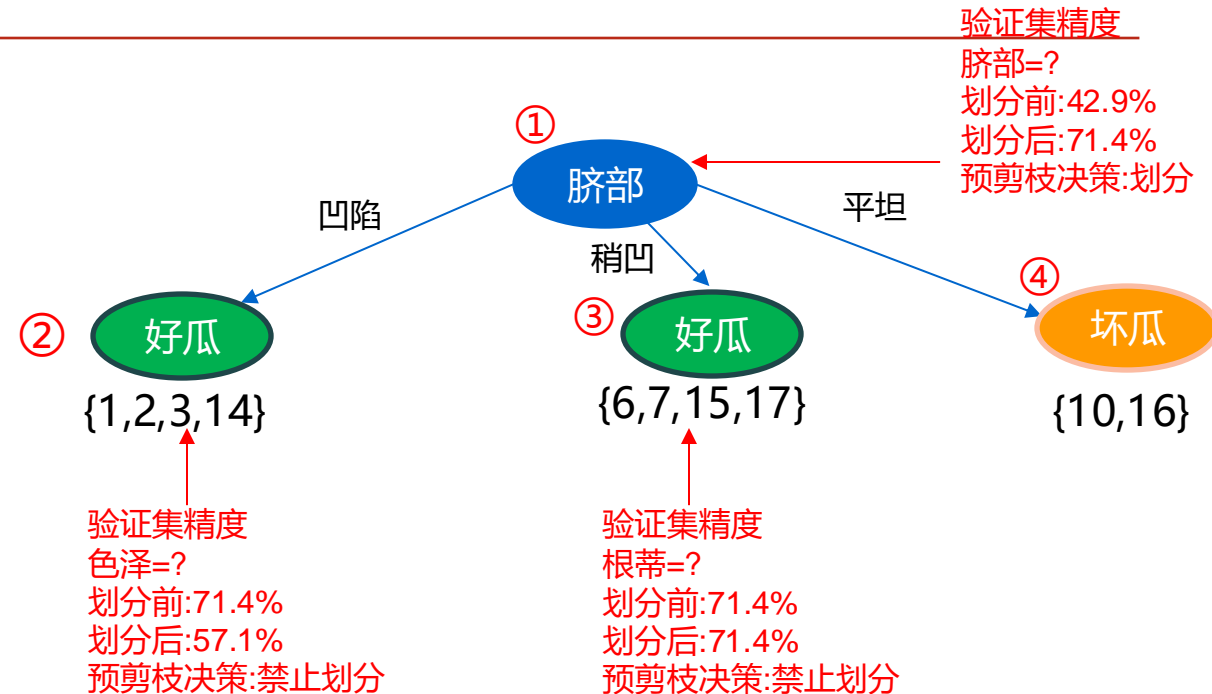 验证集精度
脐部=?
划分前:42.9%
划分后:71.4%
预剪枝决策:划分
①
脐部
凹陷
稍凹
平坦
②
好瓜
{1,2,3,14}
③
好瓜
{6,7,15,17}
④
坏瓜
{10,16}
验证集精度
色泽=?
划分前:71.4%
划分后:57.1%
预剪枝决策:禁止划分
验证集精度
根蒂=?
划分前:71.4%
划分后:71.4%
预剪枝决策:禁止划分